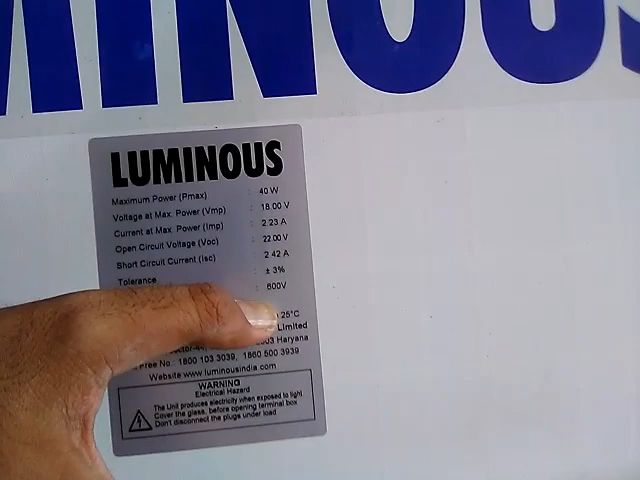 MINOUS
LUMINOUS
Maximum Power (Pmax) : 40 W
Voltage at Max. Power (Vmp) : 18.00 V
Current at Max Power (Imp) : 2.23 A
Open Circuit Voltage (Voc) : 22.00 V
Short Circuit Current (Isc) : 2.42 A
Tolerance : ± 3%
: 600V
25°C
Limited
Haryana
Free No.: 1800 103 3039, 1860 500 3939
Website www.luminousindia.com
WARNING
Electrical Hazard
The Unit produces electricity when exposed to light
Cover the glass, before opening terminal box
Don't disconnect the plugs under load